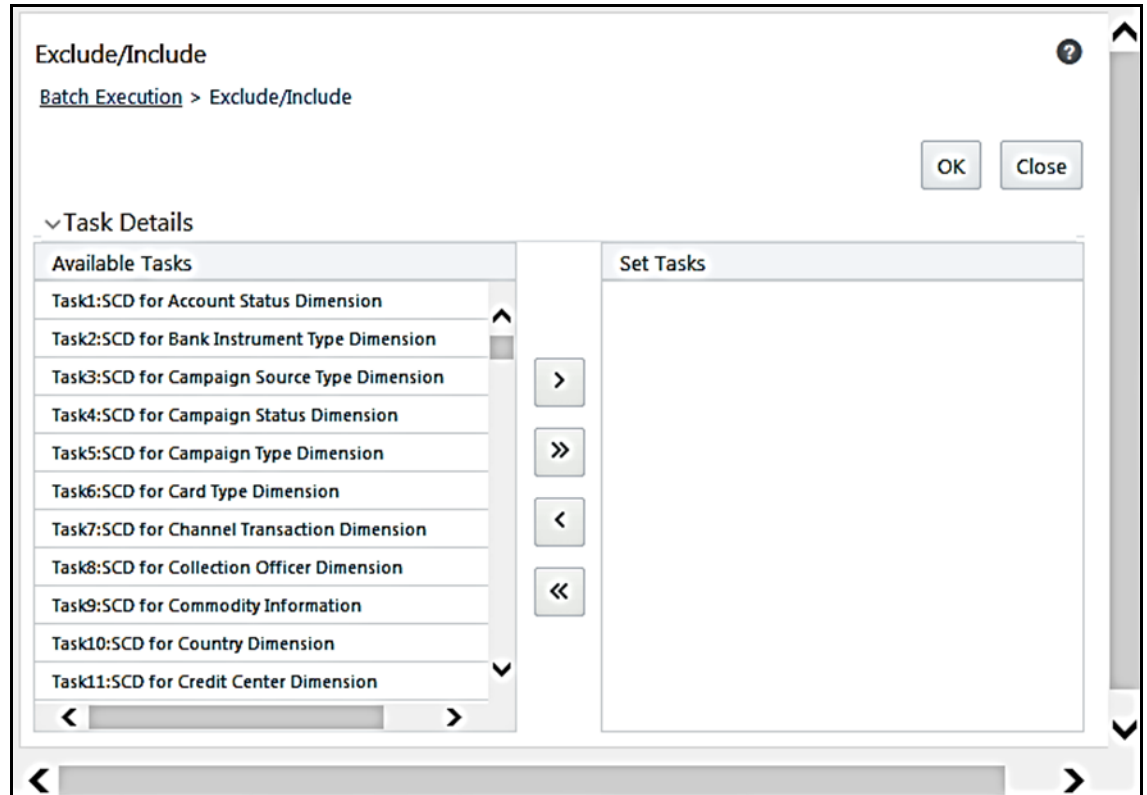 Exclude/Include
?
Batch Execution > Exclude/Include
OK Close
Task Details
Available Tasks
Set Tasks
Task1:SCD for Account Status Dimension
Task2:SCD for Bank Instrument Type Dimension
Task3:SCD for Campaign Source Type Dimension
Task4:SCD for Campaign Status Dimension
Task5:SCD for Campaign Type Dimension
Task6:SCD for Card Type Dimension
Task7:SCD for Channel Transaction Dimension
Task8:SCD for Collection Officer Dimension
Task9:SCD for Commodity Information
Task10:SCD for Country Dimension
Task11:SCD for Credit Center Dimension